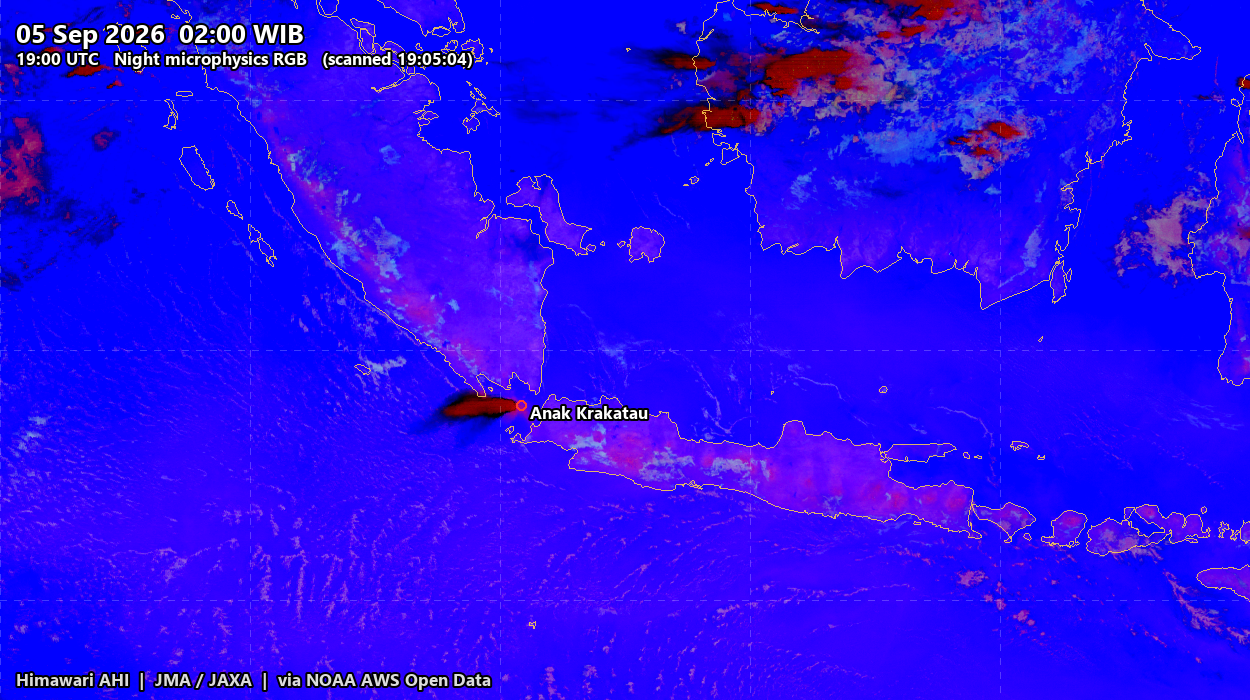 05 Sep 2026 02:00 WIB
19:00 UTC Night microphysics RGB (scanned 19:05:04)
Anak Krakatau
Himawari AHI | JMA / JAXA | via NOAA AWS Open Data